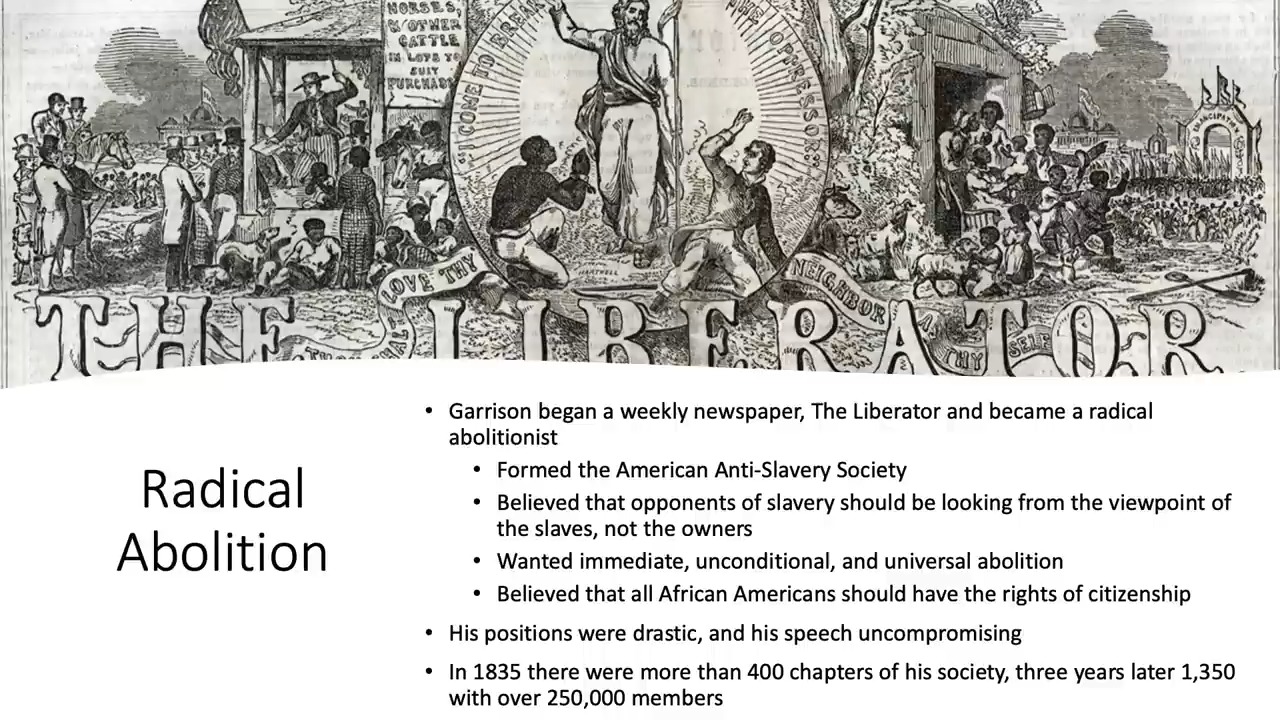 HORSES,
& OTHER
CATTLE
IN LOTS TO
SUIT
PURCHASE
"I COME TO BREAK
THE OPPRESSOR."
EMANCIPATION
HARTWELL
LOVE THY
NEIGHBOR
THY SELF
THE LIBERATOR
Radical
Abolition
• Garrison began a weekly newspaper, The Liberator and became a radical
abolitionist
• Formed the American Anti-Slavery Society
• Believed that opponents of slavery should be looking from the viewpoint of
the slaves, not the owners
• Wanted immediate, unconditional, and universal abolition
• Believed that all African Americans should have the rights of citizenship
• His positions were drastic, and his speech uncompromising
• In 1835 there were more than 400 chapters of his society, three years later 1,350
with over 250,000 members